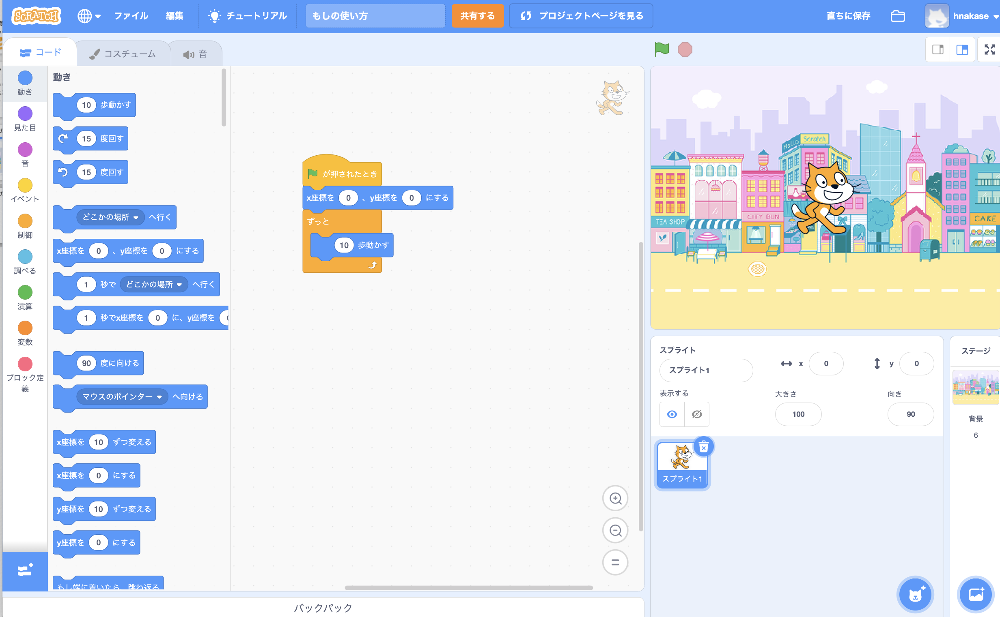 SCRATCH
ファイル
編集
チュートリアル
もしの使い方
共有する
プロジェクトページを見る
直ちに保存
hnakase
コード
コスチューム
音
動き
見た目
音
イベント
制御
調べる
演算
変数
ブロック定
義
動き
10 歩動かす
15 度回す
15 度回す
どこかの場所 へ行く
x座標を 0 、y座標を 0 にする
1 秒で どこかの場所 へ行く
1 秒でx座標を 0 に、y座標を
90 度に向ける
マウスのポインター へ向ける
x座標を 10 ずつ変える
x座標を 0 にする
y座標を 10 ずつ変える
y座標を 0 にする
もし端に着いたら、跳ね返る
が押されたとき
x座標を 0 、y座標を 0 にする
ずっと
10 歩動かす
バックパック
HELLO
Scratch
TEA SHOP
CITY BUN
CAKE
スプライト
スプライト1
x 0
y 0
表示する
大きさ
100
向き
90
スプライト1
ステージ
背景
6